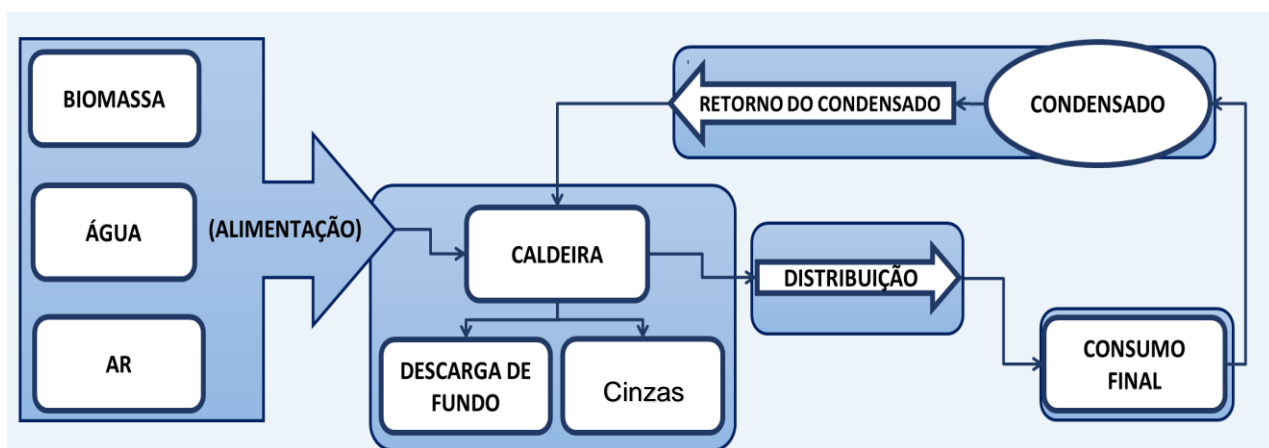 BIOMASSA
ÁGUA
AR
(ALIMENTAÇÃO)
CALDEIRA
DESCARGA DE
FUNDO
Cinzas
DISTRIBUIÇÃO
CONSUMO
FINAL
CONDENSADO
RETORNO DO CONDENSADO